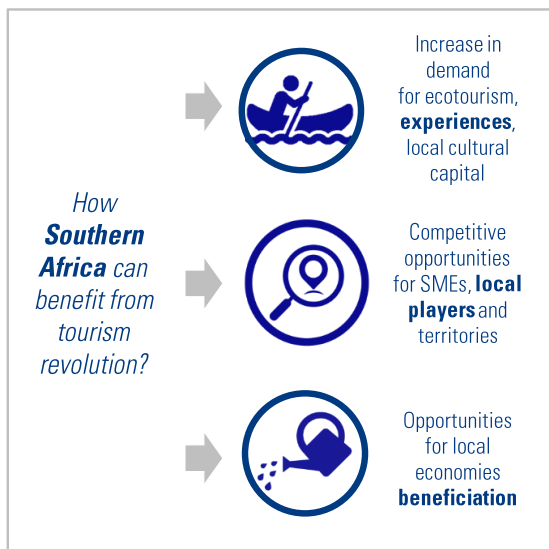 How
Southern
Africa can
benefit from
tourism
revolution?
Increase in
demand
for ecotourism,
experiences,
local cultural
capital
Competitive
opportunities
for SMEs, local
players and
territories
Opportunities
for local
economies
beneficiation